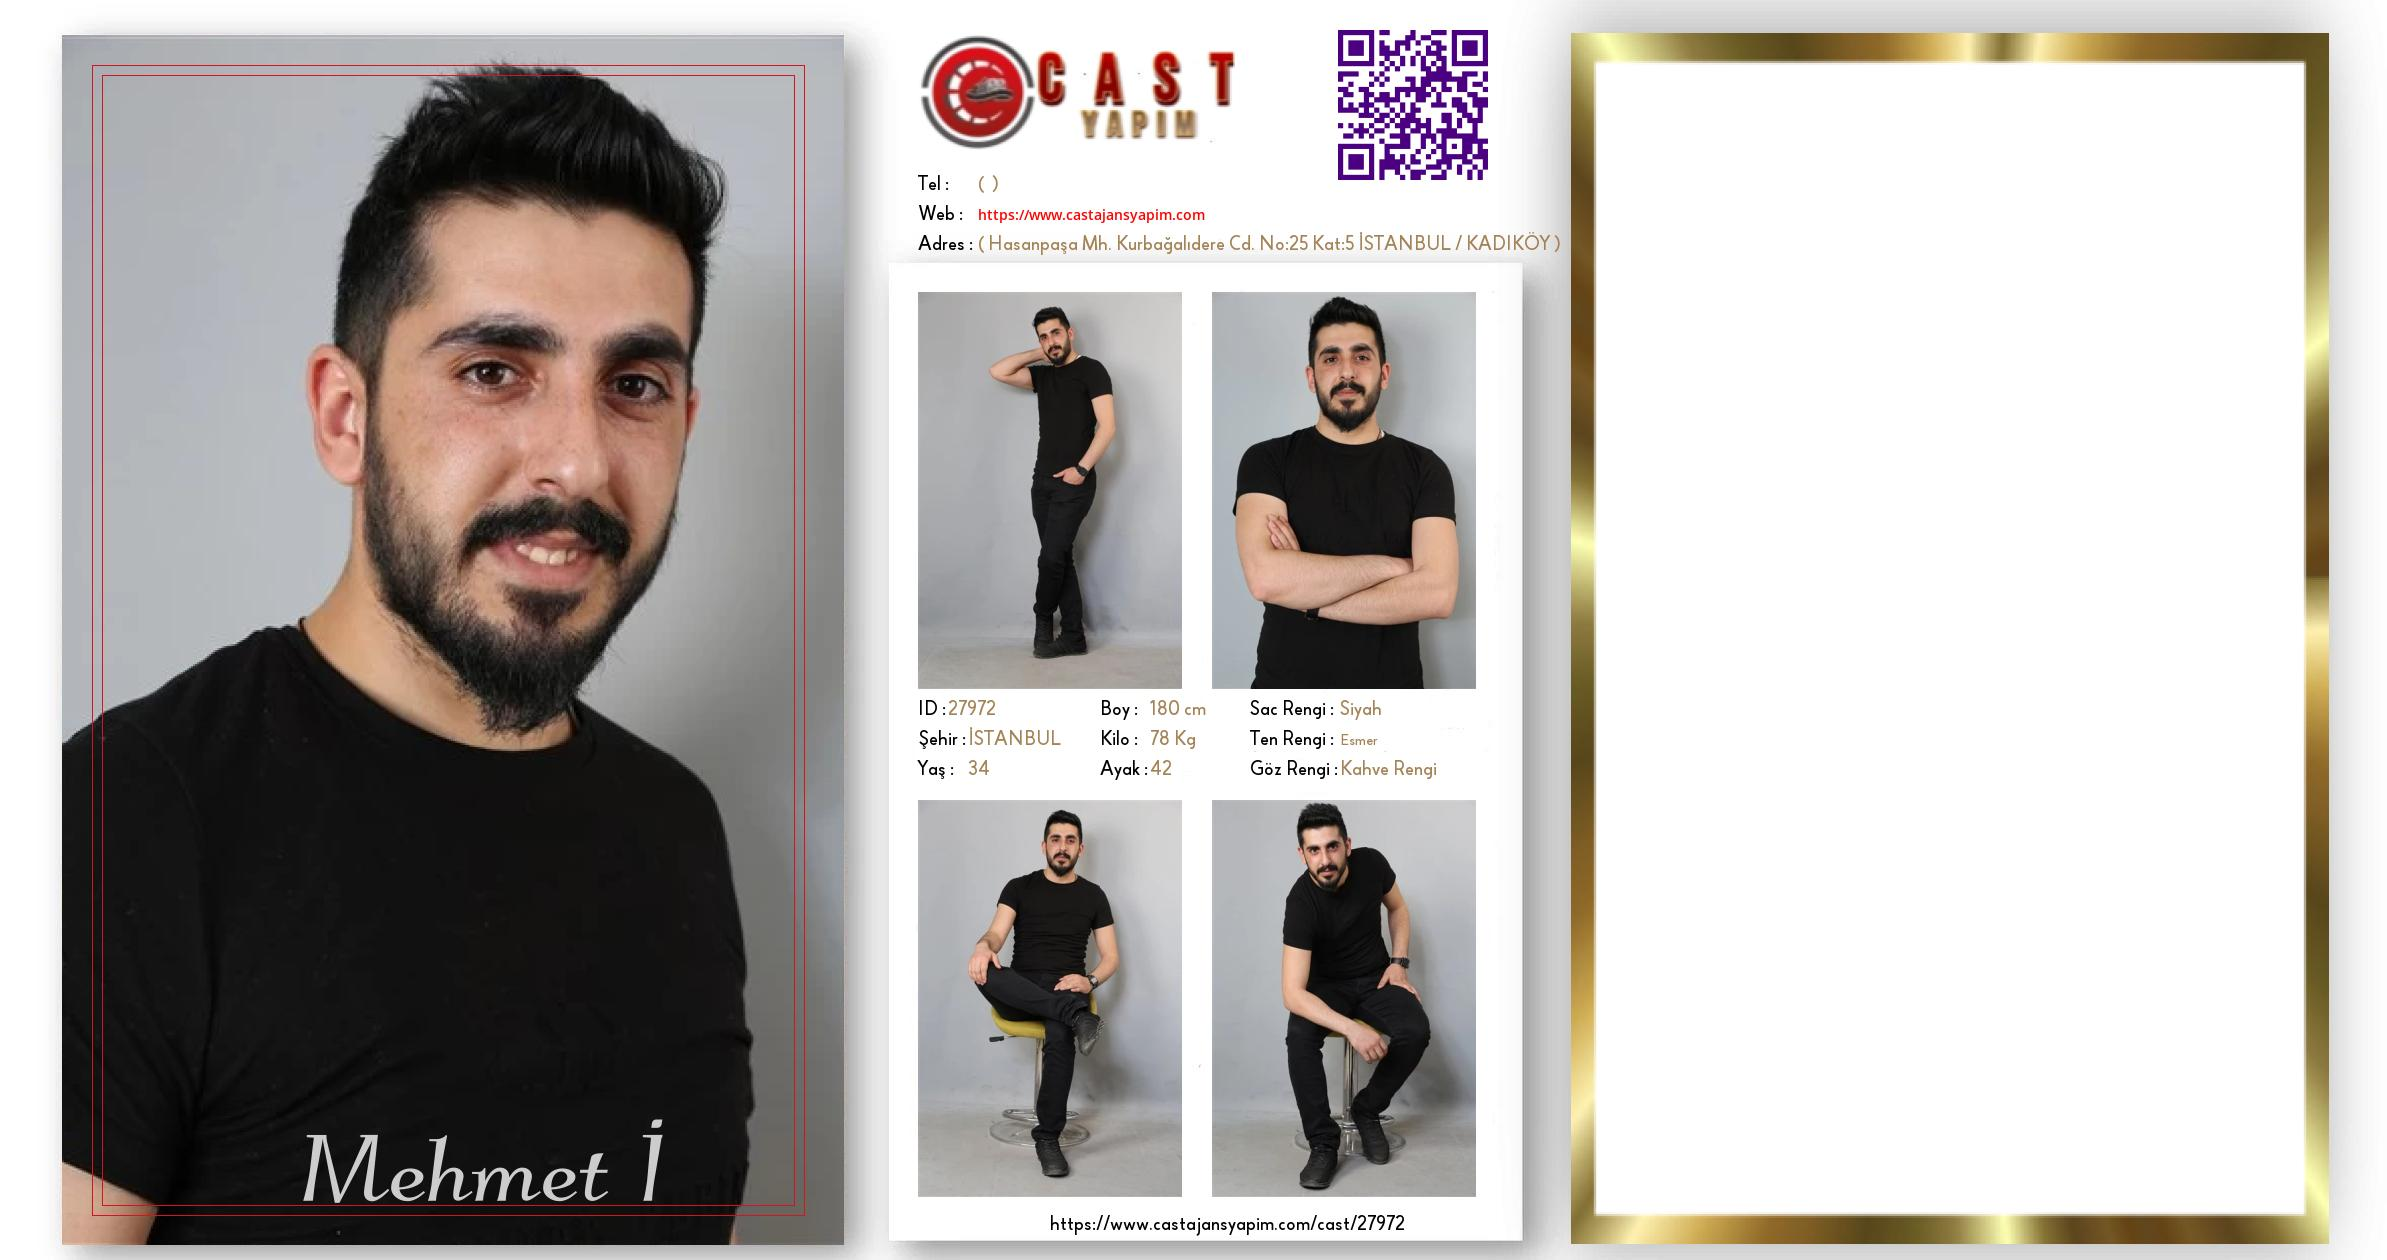 Mehmet İ
CAST
YAPIM
Tel : ( )
Web : https://www.castajansyapim.com
Adres : ( Hasanpaşa Mh. Kurbağalıdere Cd. No:25 Kat:5 İSTANBUL / KADIKÖY )
ID : 27972 Boy : 180 cm Sac Rengi : Siyah
Şehir : İSTANBUL Kilo : 78 Kg Ten Rengi : Esmer
Yaş : 34 Ayak : 42 Göz Rengi : Kahve Rengi
https://www.castajansyapim.com/cast/27972